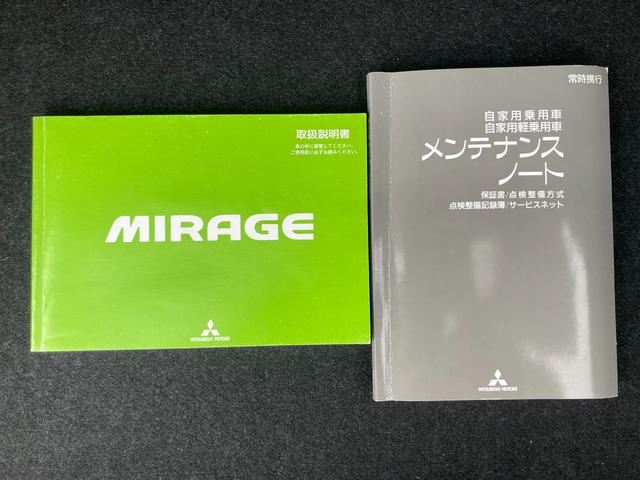 取扱説明書
車の中に保管してください。
ご使用前に必ずお読みください。
MIRAGE
MITSUBISHI MOTORS
常時携行
自家用乗用車
自家用軽乗用車
メンテナンス
ノート
保証書/点検整備方式
点検整備記録簿/サービスネット
MITSUBISHI MOTORS